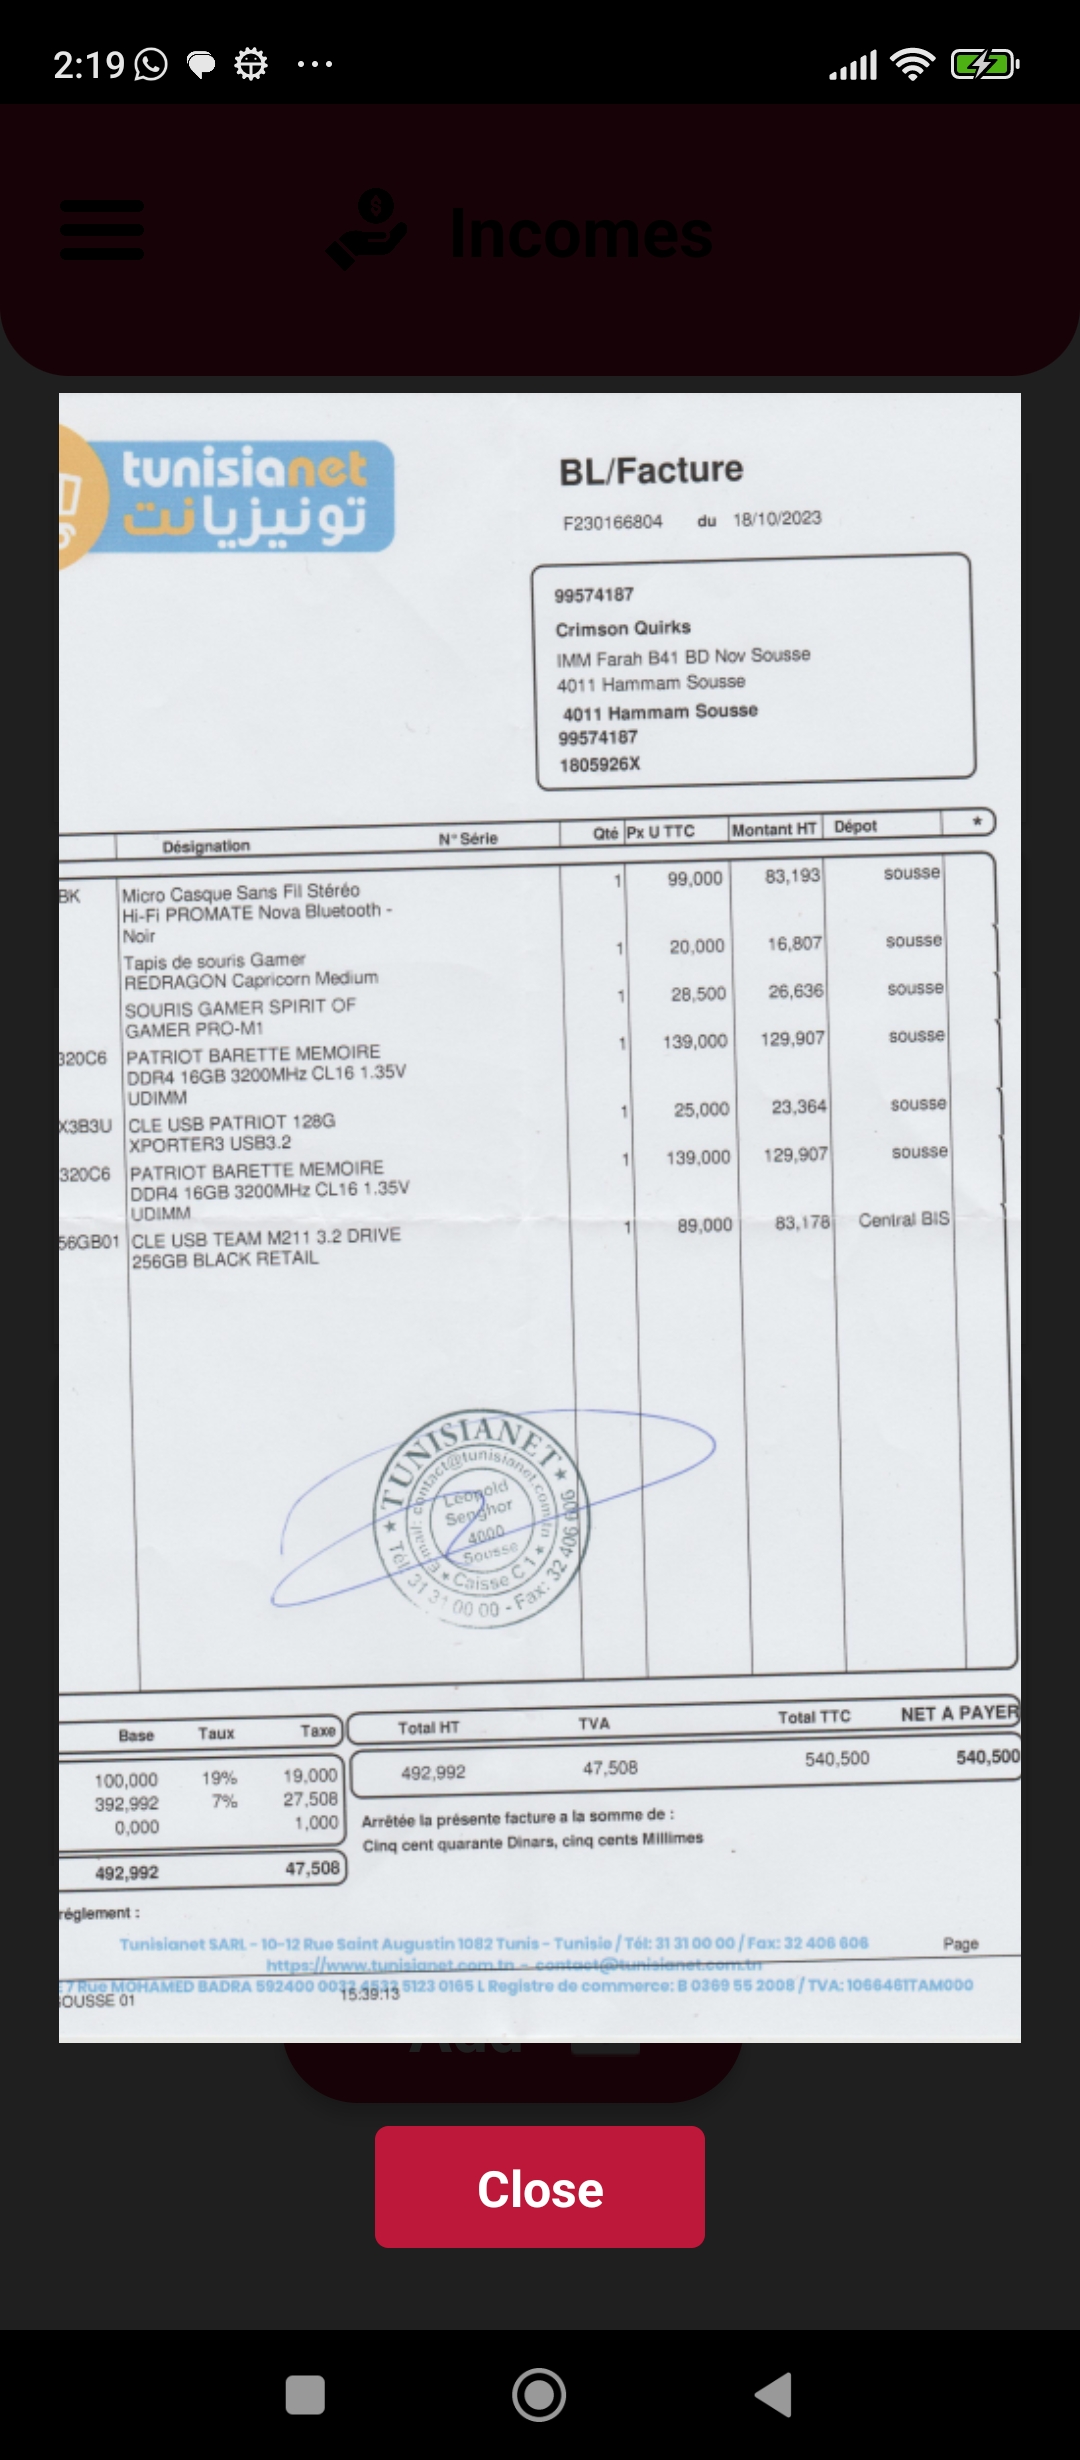 2:19
Incomes
tunisianet
تونيزيانت
BL/Facture
F230166804 du 18/10/2023
99574187
Crimson Quirks
IMM Farah B41 BD Nov Sousse
4011 Hammam Sousse
4011 Hammam Sousse
99574187
1805926X
Désignation N° Série Qté Px U TTC Montant HT Dépot *
BK Micro Casque Sans Fil Stéréo 1 99,000 83,193 sousse
Hi-Fi PROMATE Nova Bluetooth -
Noir
Tapis de souris Gamer 1 20,000 16,807 sousse
REDRAGON Capricorn Medium
SOURIS GAMER SPIRIT OF 1 28,500 26,636 sousse
GAMER PRO-M1
320C6 PATRIOT BARETTE MEMOIRE 1 139,000 129,907 sousse
DDR4 16GB 3200MHz CL16 1.35V
UDIMM
X3B3U CLE USB PATRIOT 128G 1 25,000 23,364 sousse
XPORTER3 USB3.2
320C6 PATRIOT BARETTE MEMOIRE 1 139,000 129,907 sousse
DDR4 16GB 3200MHz CL16 1.35V
UDIMM
56GB01 CLE USB TEAM M211 3.2 DRIVE 1 89,000 83,178 Central BIS
256GB BLACK RETAIL
★ TUNISIANET ★
Tél: 31 31 00 00 - Fax: 32 406 606
Email: contact@tunisianet.com.tn
★ Caisse C 1 ★
Leopold
Senghor
4000
Sousse
Base Taux Taxe Total HT TVA Total TTC NET A PAYER
100,000 19% 19,000 492,992 47,508 540,500 540,500
392,992 7% 27,508
0,000 1,000
Arrêtée la présente facture a la somme de :
Cinq cent quarante Dinars, cinq cents Millimes
492,992 47,508
réglement :
Tunisianet SARL - 10-12 Rue Saint Augustin 1082 Tunis - Tunisie / Tél: 31 31 00 00 / Fax: 32 406 606
Page
https://www.tunisianet.com.tn - contact@tunisianet.com.tn
: 7 Rue MOHAMED BADRA 592400 0032 4533 5123 0165 L Registre de commerce: B 0369 55 2008 / TVA: 1066461TAM000
SOUSSE 01 15:39:13
Add
Close